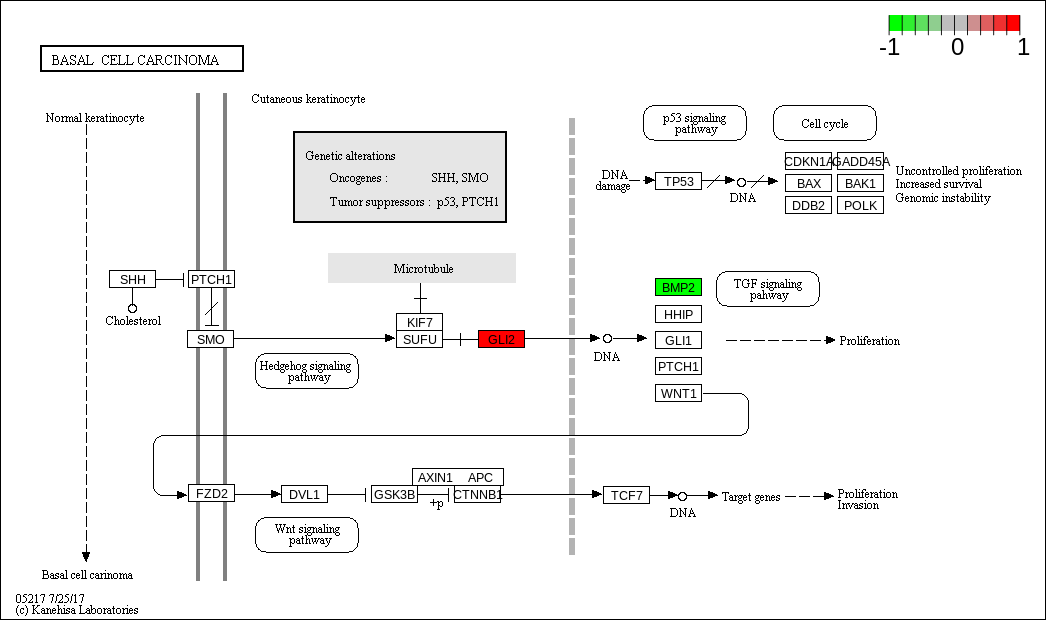 -1 0 1
BASAL CELL CARCINOMA
Cutaneous keratinocyte
Normal keratinocyte
p53 signaling
pathway
Cell cycle
Genetic alterations
Oncogenes : SHH, SMO
Tumor suppressors : p53, PTCH1
DNA
damage
TP53
DNA
CDKN1A GADD45A
BAX BAK1
DDB2 POLK
Uncontrolled proliferation
Increased survival
Genomic instability
SHH
PTCH1
Cholesterol
SMO
Microtubule
KIF7
SUFU
GLI2
DNA
BMP2
HHIP
GLI1
PTCH1
WNT1
TGF signaling
pahway
Proliferation
Hedgehog signaling
pathway
FZD2
DVL1
GSK3B
AXIN1 APC
CTNNB1
+p
TCF7
DNA
Target genes
Proliferation
Invasion
Wnt signaling
pathway
Basal cell carinoma
05217 7/25/17
(c) Kanehisa Laboratories